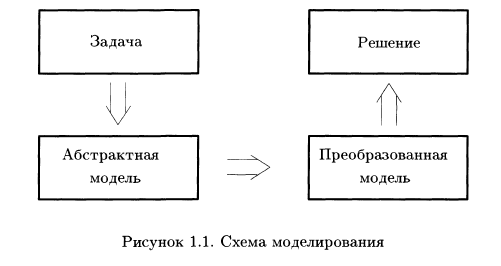 Задача
Решение
Абстрактная
модель
Преобразованная
модель
Рисунок 1.1. Схема моделирования